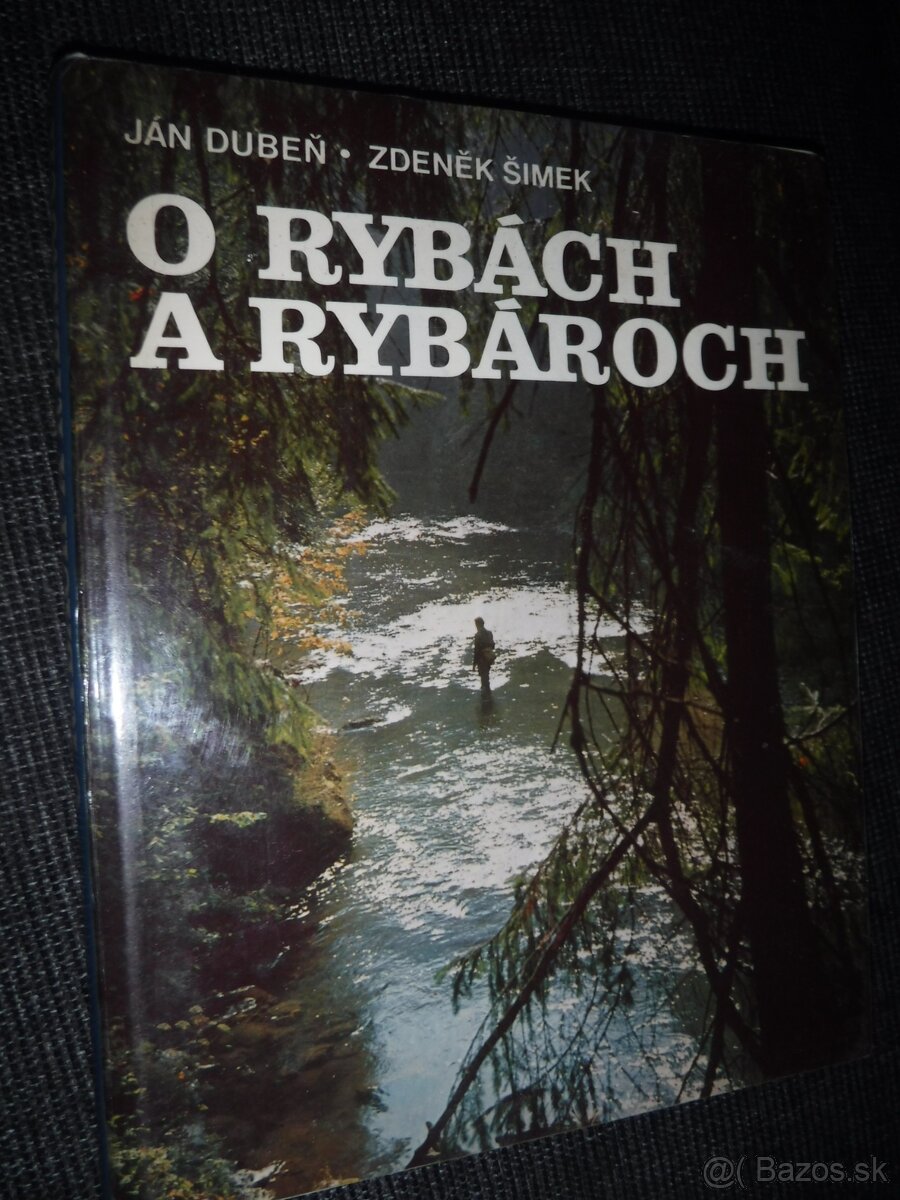 JÁN DUBEŇ • ZDENĚK ŠIMEK
O RYBÁCH
A RYBÁROCH
@( Bazos.sk